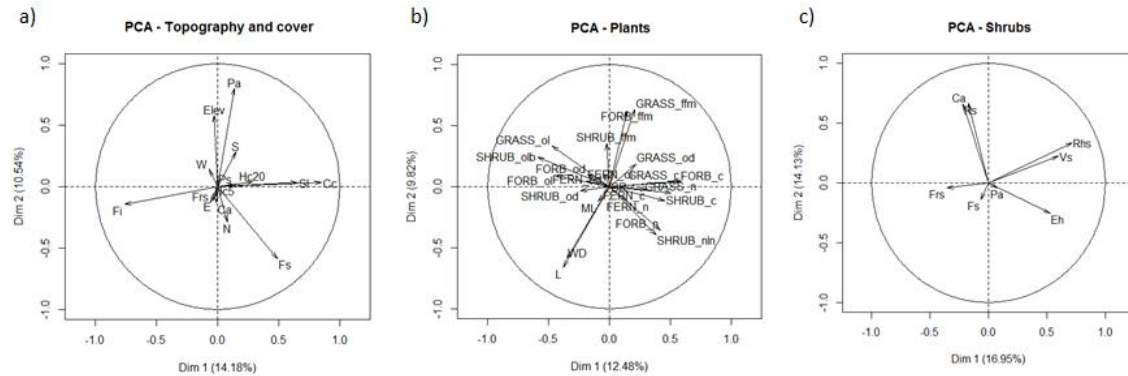 a)
PCA - Topography and cover
1.0
0.5
0.0
-0.5
-1.0
Dim 2 (10.54%)
Pa
Elev
S
W
Hc20
Sl
Cc
Frs
E
Ca
N
Fi
Fs
-1.0 -0.5 0.0 0.5 1.0
Dim 1 (14.18%)
b)
PCA - Plants
1.0
0.5
0.0
-0.5
-1.0
Dim 2 (9.82%)
GRASS_ffm
FORB_ffm
SHRUB_ffm
GRASS_ol
SHRUB_olb
GRASS_od
FORB_od
FORB_ol
GRASS_c
FORB_c
GRASS_n
SHRUB_od
FERN_c
SHRUB_c
ML
FERN_n
FORB_n
SHRUB_nln
WD
L
-1.0 -0.5 0.0 0.5 1.0
Dim 1 (12.48%)
c)
PCA - Shrubs
1.0
0.5
0.0
-0.5
-1.0
Dim 2 (14.13%)
Ca
Rs
Rhs
Vs
Frs
Pa
Fs
Eh
-1.0 -0.5 0.0 0.5 1.0
Dim 1 (16.95%)